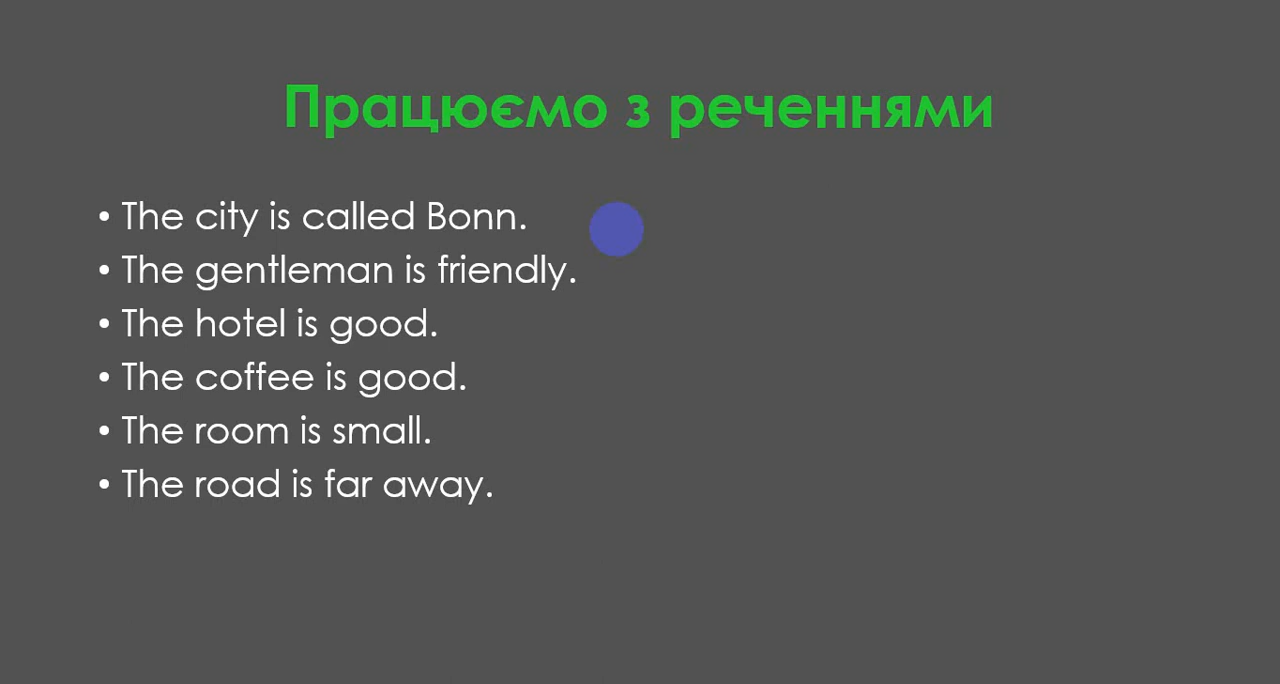 Працюємо з реченнями
• The city is called Bonn.
• The gentleman is friendly.
• The hotel is good.
• The coffee is good.
• The room is small.
• The road is far away.